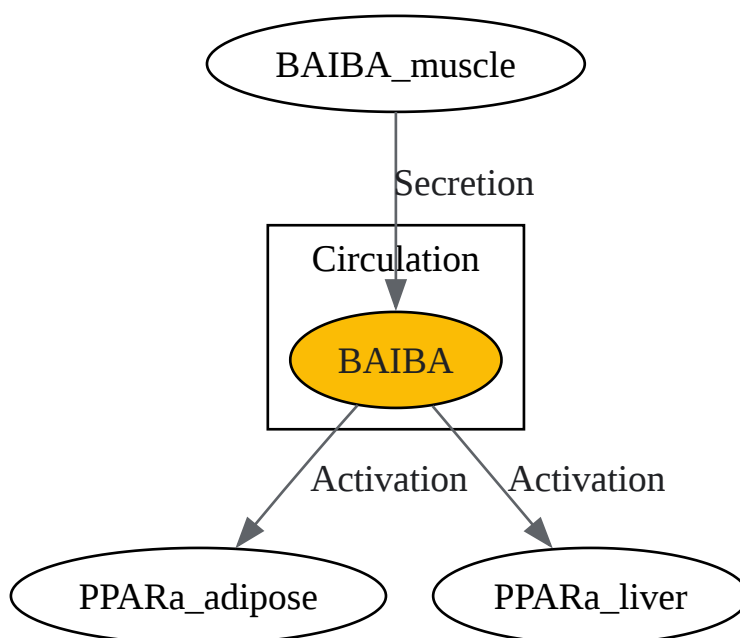 BAIBA_muscle
Secretion
Circulation
BAIBA
Activation
Activation
PPARa_adipose
PPARa_liver